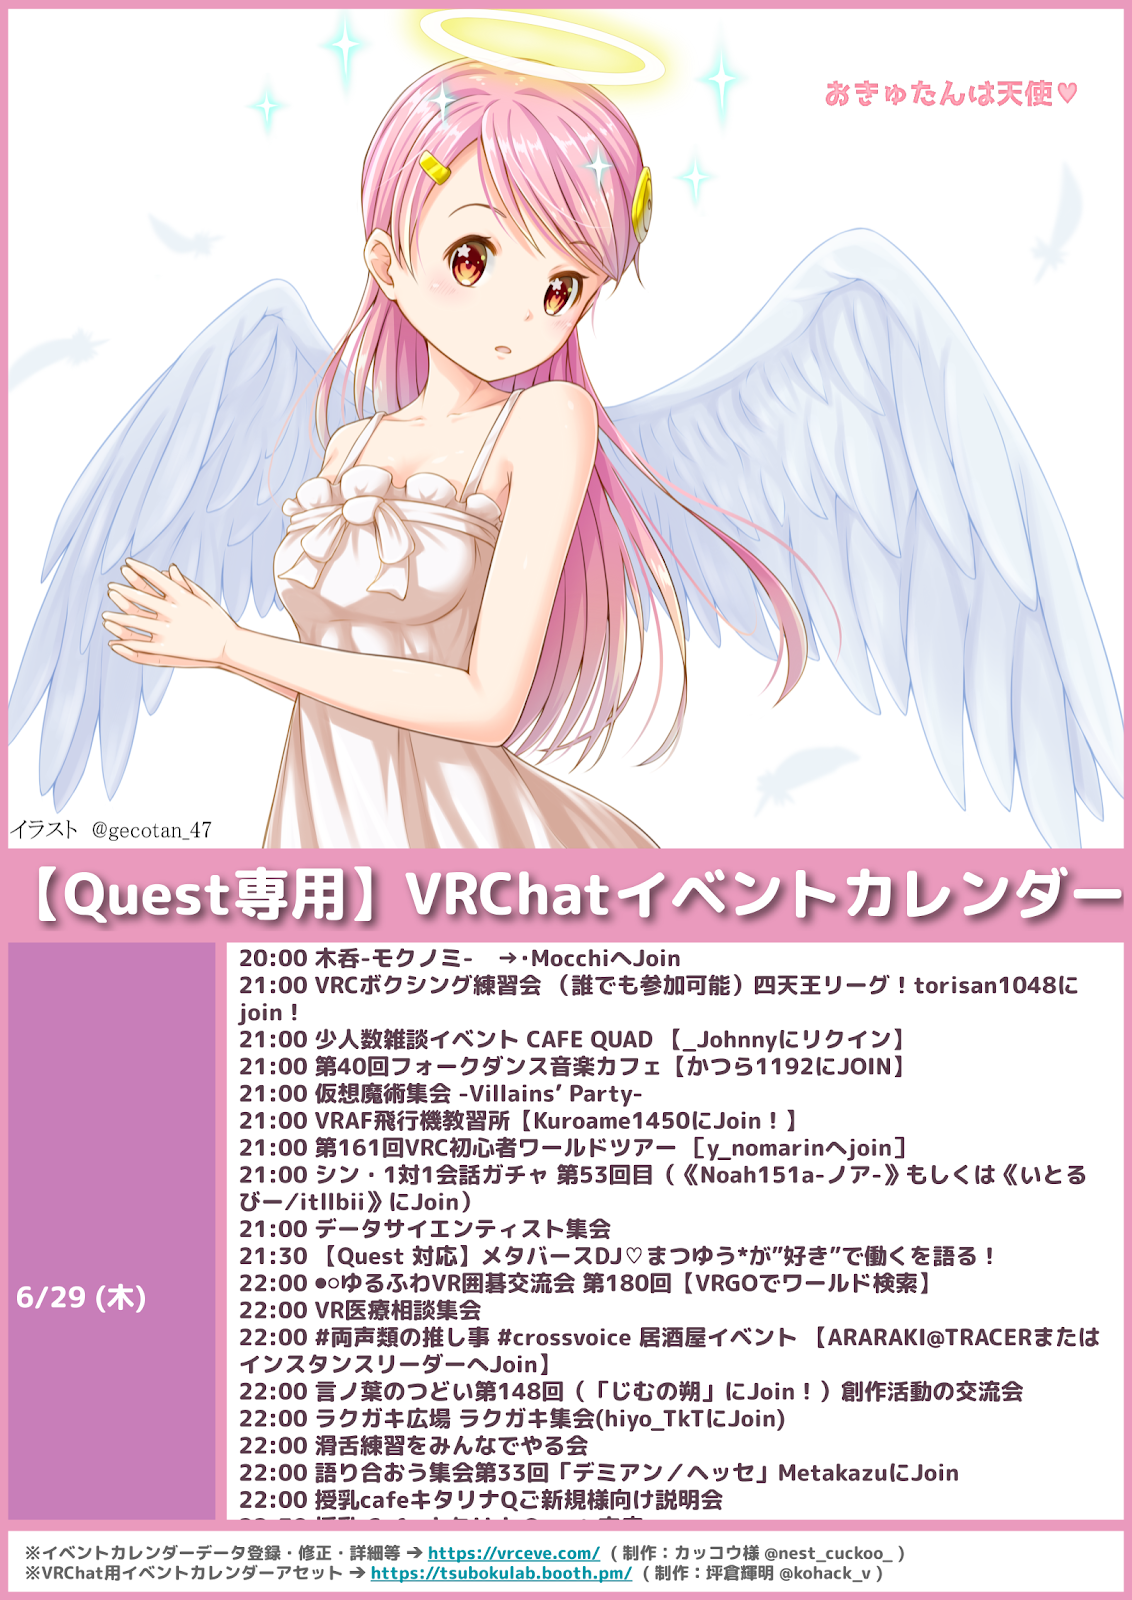 おきゅたんは天使♡
イラスト @gecotan_47
【Quest専用】VRChatイベントカレンダー
6/29 (木)
20:00 木呑-モクノミ-　→･MocchiへJoin
21:00 VRCボクシング練習会 （誰でも参加可能）四天王リーグ！torisan1048に
join！
21:00 少人数雑談イベント CAFE QUAD 【_Johnnyにリクイン】
21:00 第40回フォークダンス音楽カフェ【かつら1192にJOIN】
21:00 仮想魔術集会 -Villains’ Party-
21:00 VRAF飛行機教習所【Kuroame1450にJoin！】
21:00 第161回VRC初心者ワールドツアー ［y_nomarinへjoin］
21:00 シン・1対1会話ガチャ 第53回目（《Noah151a-ノア-》もしくは《いとる
びー/itllbii》にJoin）
21:00 データサイエンティスト集会
21:30 【Quest 対応】メタバースDJ♡まつゆう*が”好き”で働くを語る！
22:00 ●○ゆるふわVR囲碁交流会 第180回【VRGOでワールド検索】
22:00 VR医療相談集会
22:00 #両声類の推し事 #crossvoice 居酒屋イベント 【ARARAKI@TRACERまたは
インスタンスリーダーへJoin】
22:00 言ノ葉のつどい第148回（「じむの朔」にJoin！）創作活動の交流会
22:00 ラクガキ広場 ラクガキ集会(hiyo_TkTにJoin)
22:00 滑舌練習をみんなでやる会
22:00 語り合おう集会第33回「デミアン／ヘッセ」MetakazuにJoin
22:00 授乳cafeキタリナQご新規様向け説明会
※イベントカレンダーデータ登録・修正・詳細等 ➔ https://vrceve.com/ （ 制作：カッコウ様 @nest_cuckoo_ ）
※VRChat用イベントカレンダーアセット ➔ https://tsubokulab.booth.pm/ （ 制作：坪倉輝明 @kohack_v ）